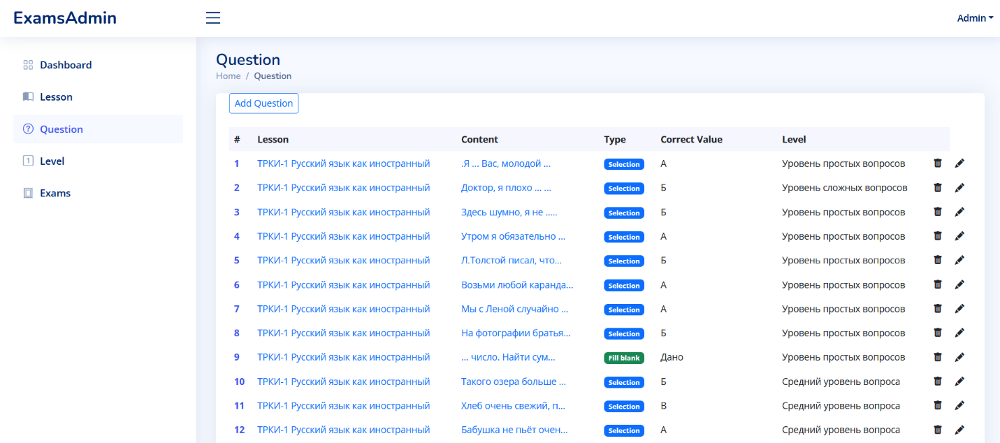 ExamsAdmin
Admin
Dashboard
Lesson
Question
Level
Exams
Question
Home / Question
Add Question
# Lesson Content Type Correct Value Level
1 ТРКИ-1 Русский язык как иностранный .Я ... Вас, молодой ... Selection А Уровень простых вопросов
2 ТРКИ-1 Русский язык как иностранный Доктор, я плохо ... ... Selection Б Уровень сложных вопросов
3 ТРКИ-1 Русский язык как иностранный Здесь шумно, я не ..... Selection Б Уровень простых вопросов
4 ТРКИ-1 Русский язык как иностранный Утром я обязательно ... Selection А Уровень простых вопросов
5 ТРКИ-1 Русский язык как иностранный Л.Толстой писал, что... Selection Б Уровень простых вопросов
6 ТРКИ-1 Русский язык как иностранный Возьми любой каранда... Selection А Уровень простых вопросов
7 ТРКИ-1 Русский язык как иностранный Мы с Леной случайно ... Selection А Уровень простых вопросов
8 ТРКИ-1 Русский язык как иностранный На фотографии братья... Selection Б Уровень простых вопросов
9 ТРКИ-1 Русский язык как иностранный ... число. Найти сум... Fill blank Дано Уровень простых вопросов
10 ТРКИ-1 Русский язык как иностранный Такого озера больше ... Selection Б Средний уровень вопроса
11 ТРКИ-1 Русский язык как иностранный Хлеб очень свежий, п... Selection В Средний уровень вопроса
12 ТРКИ-1 Русский язык как иностранный Бабушка не пьёт очен... Selection А Средний уровень вопроса